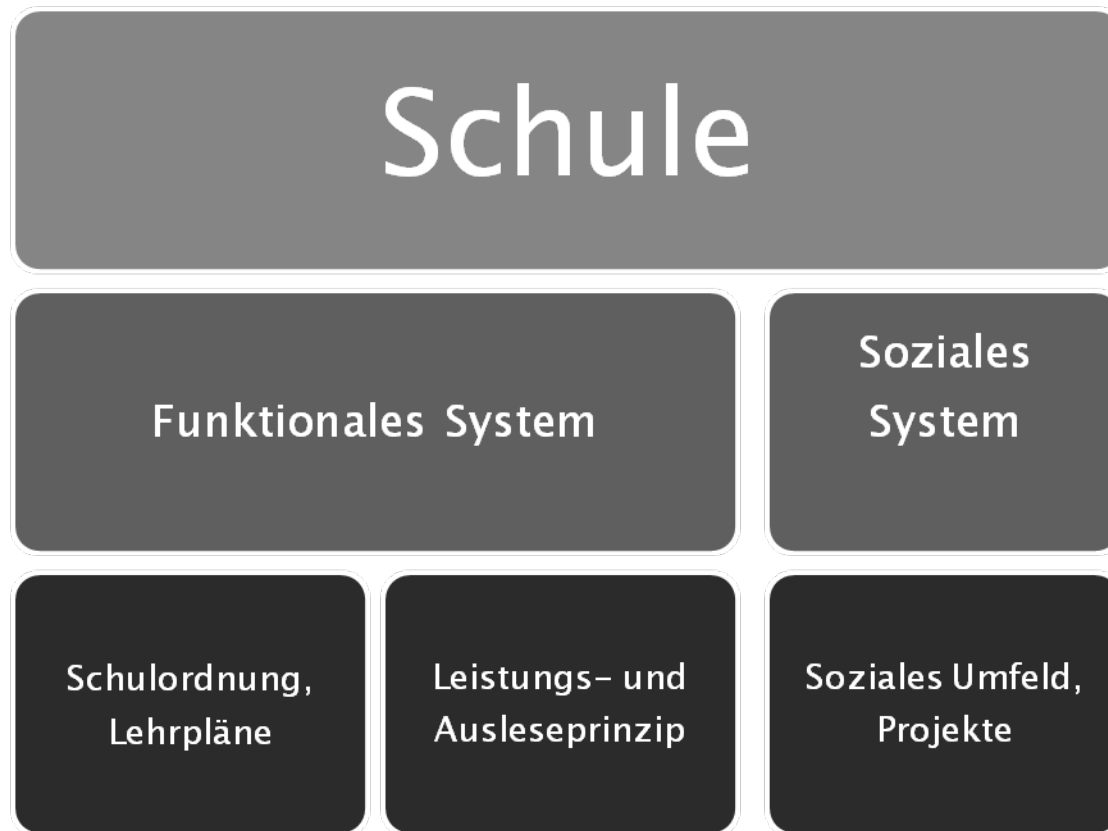 Schule
Funktionales System
Soziales
System
Schulordnung,
Lehrpläne
Leistungs- und
Ausleseprinzip
Soziales Umfeld,
Projekte